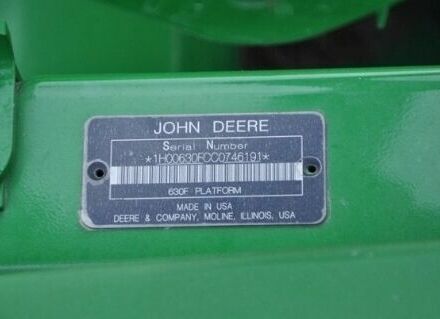 JOHN DEERE
Serial Number
*1H00630FCC0746191*
630F PLATFORM
MADE IN USA
DEERE & COMPANY, MOLINE, ILLINOIS, USA